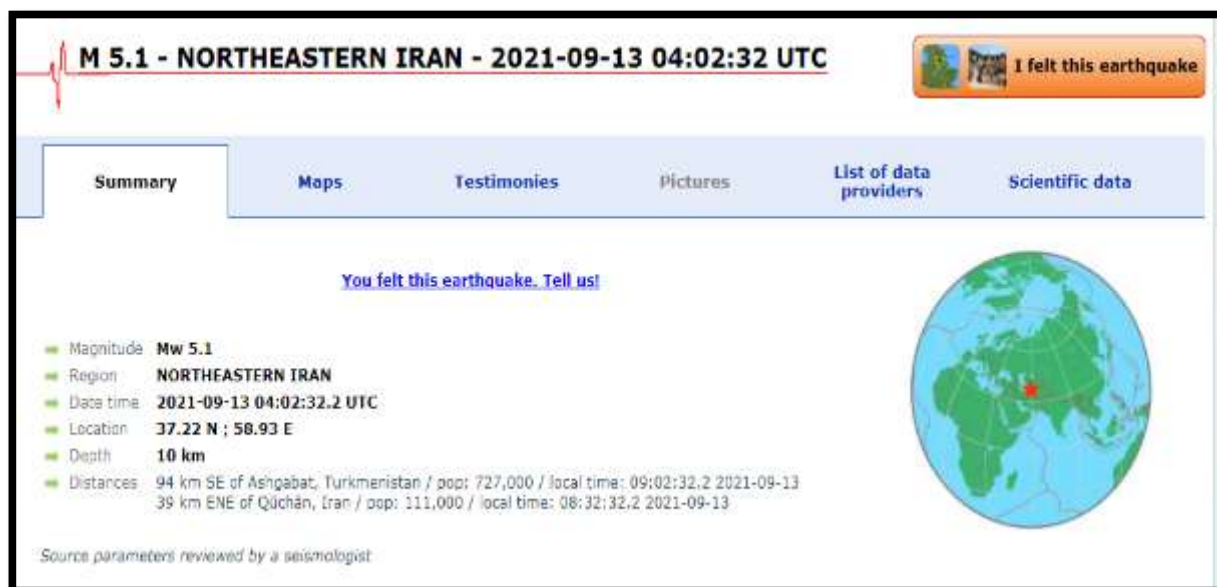 M 5.1 - NORTHEASTERN IRAN - 2021-09-13 04:02:32 UTC
I felt this earthquake
Summary
Maps
Testimonies
Pictures
List of data
providers
Scientific data
You felt this earthquake. Tell us!
Magnitude Mw 5.1
Region NORTHEASTERN IRAN
Date time 2021-09-13 04:02:32.2 UTC
Location 37.22 N ; 58.93 E
Depth 10 km
Distances 94 km SE of Ashgabat, Turkmenistan / pop: 727,000 / local time: 09:02:32.2 2021-09-13
39 km ENE of Qūchān, Iran / pop: 111,000 / local time: 08:32:32.2 2021-09-13
Source parameters reviewed by a seismologist